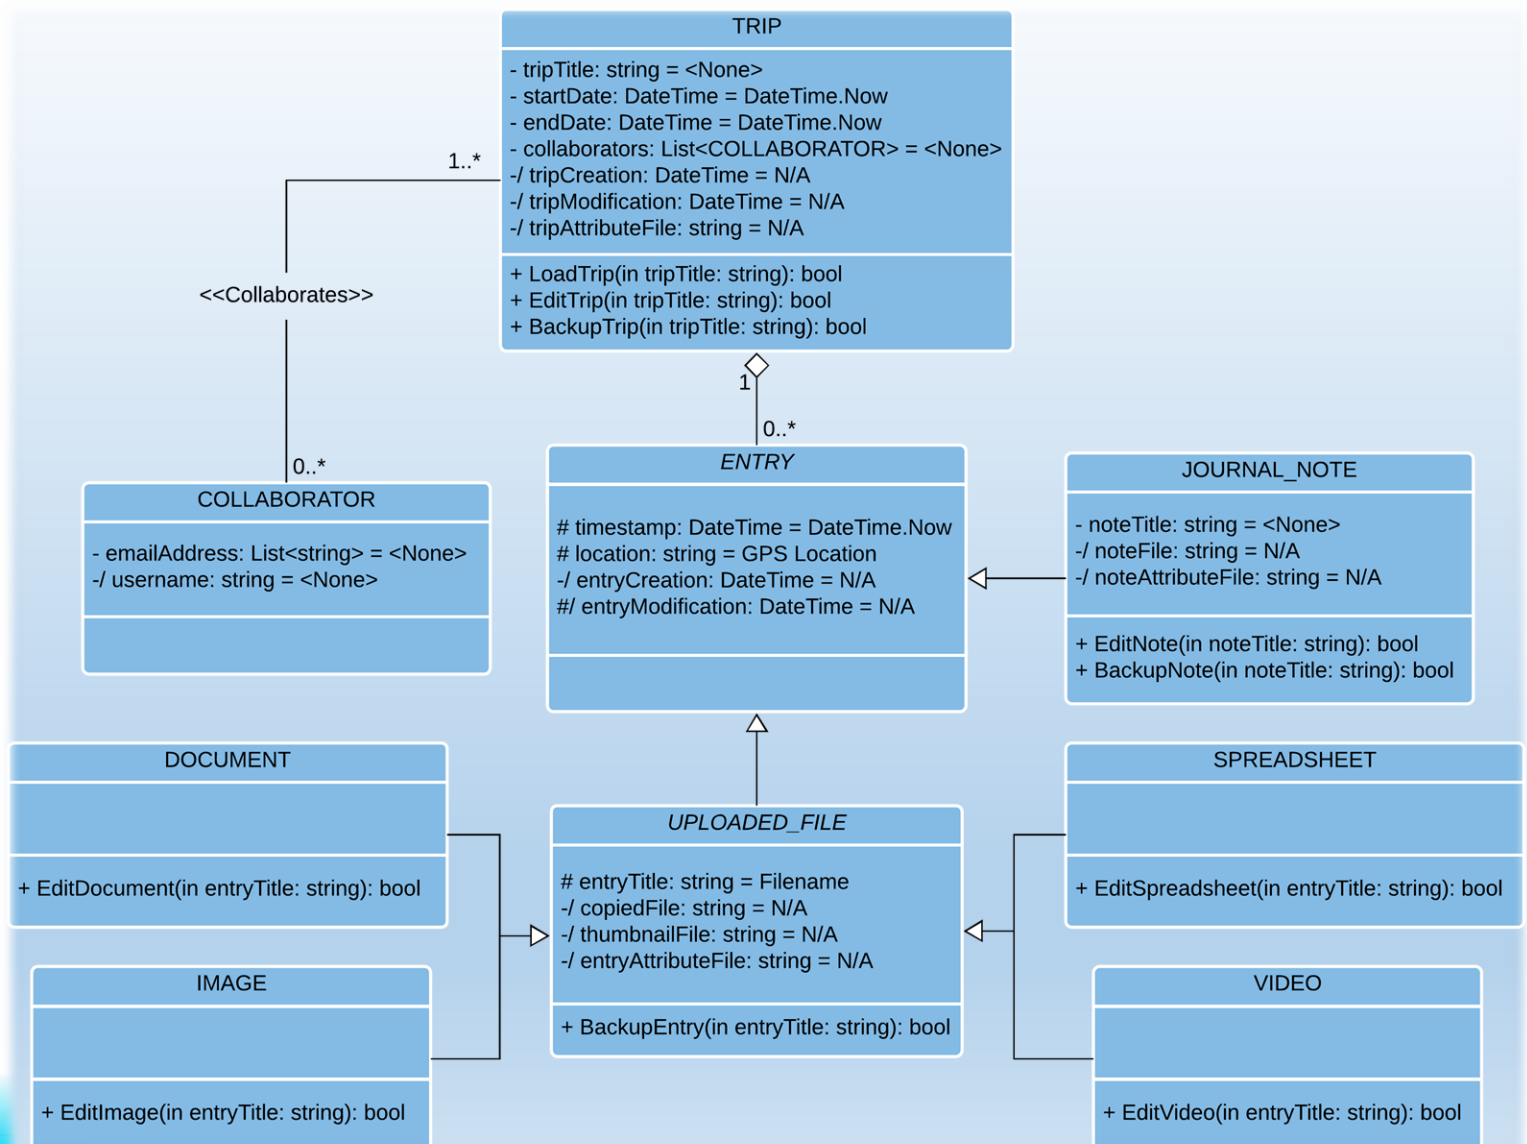 TRIP
- tripTitle: string = <None>
- startDate: DateTime = DateTime.Now
- endDate: DateTime = DateTime.Now
- collaborators: List<COLLABORATOR> = <None>
-/ tripCreation: DateTime = N/A
-/ tripModification: DateTime = N/A
-/ tripAttributeFile: string = N/A
+ LoadTrip(in tripTitle: string): bool
+ EditTrip(in tripTitle: string): bool
+ BackupTrip(in tripTitle: string): bool
1..*
<<Collaborates>>
0..*
1
0..*
COLLABORATOR
- emailAddress: List<string> = <None>
-/ username: string = <None>
ENTRY
# timestamp: DateTime = DateTime.Now
# location: string = GPS Location
-/ entryCreation: DateTime = N/A
#/ entryModification: DateTime = N/A
JOURNAL_NOTE
- noteTitle: string = <None>
-/ noteFile: string = N/A
-/ noteAttributeFile: string = N/A
+ EditNote(in noteTitle: string): bool
+ BackupNote(in noteTitle: string): bool
DOCUMENT
+ EditDocument(in entryTitle: string): bool
UPLOADED_FILE
# entryTitle: string = Filename
-/ copiedFile: string = N/A
-/ thumbnailFile: string = N/A
-/ entryAttributeFile: string = N/A
+ BackupEntry(in entryTitle: string): bool
SPREADSHEET
+ EditSpreadsheet(in entryTitle: string): bool
IMAGE
+ EditImage(in entryTitle: string): bool
VIDEO
+ EditVideo(in entryTitle: string): bool